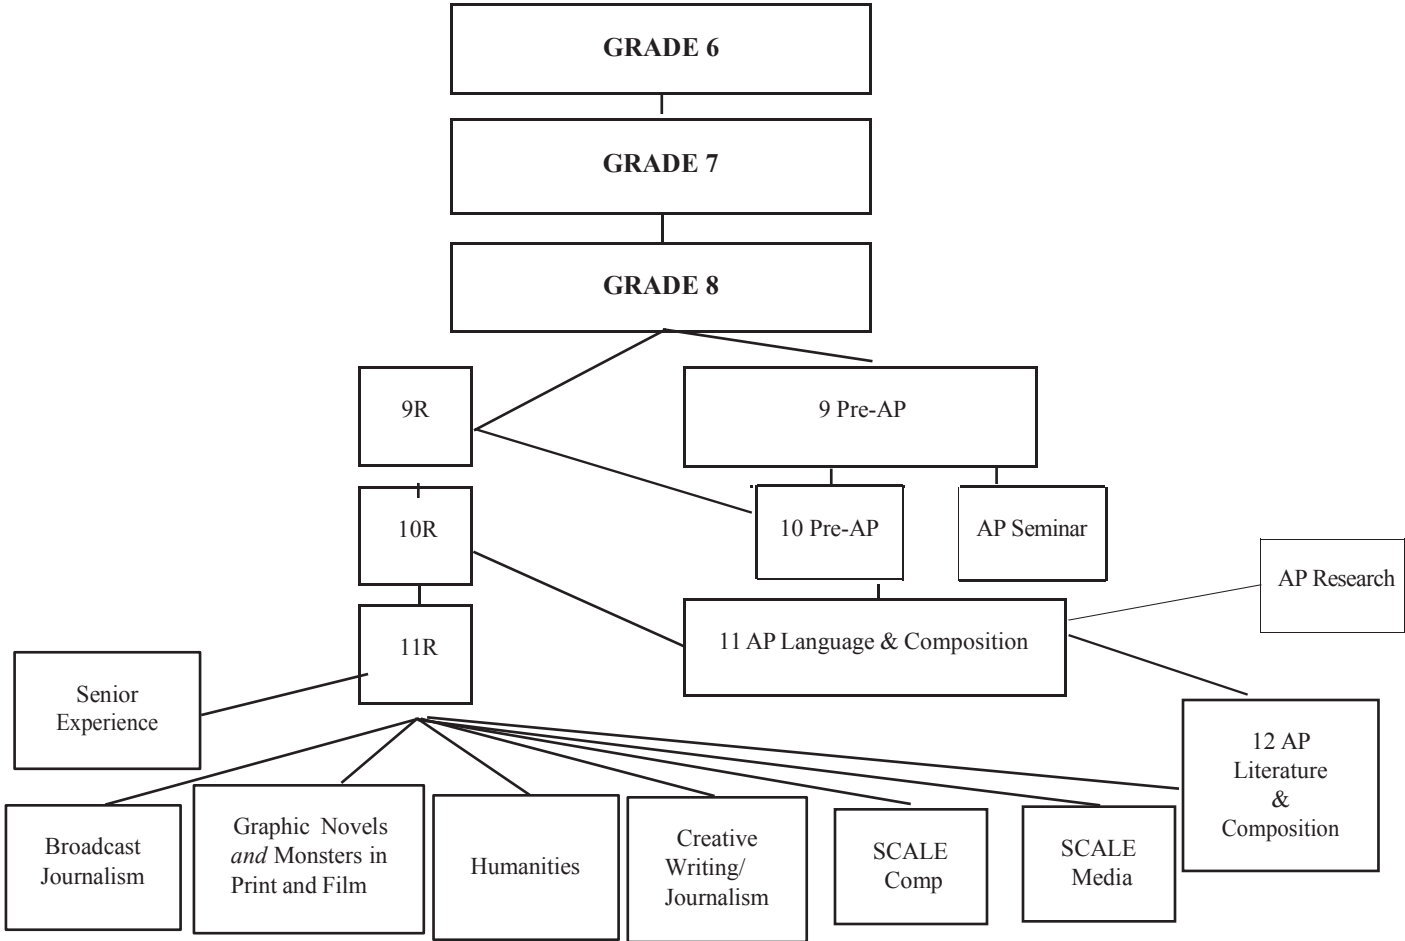 GRADE 6
GRADE 7
GRADE 8
9R
9 Pre-AP
10R
10 Pre-AP
AP Seminar
AP Research
11R
11 AP Language & Composition
Senior
Experience
12 AP
Literature
&
Composition
Broadcast
Journalism
Graphic Novels
and Monsters in
Print and Film
Humanities
Creative
Writing/
Journalism
SCALE
Comp
SCALE
Media